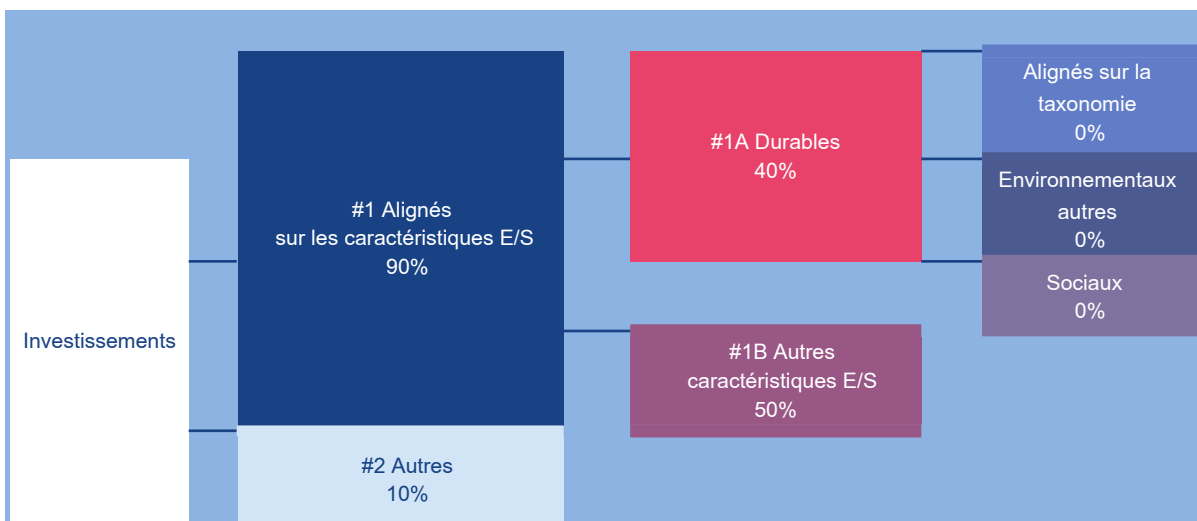 Investissements
#1 Alignés
sur les caractéristiques E/S
90%
#2 Autres
10%
#1A Durables
40%
#1B Autres
caractéristiques E/S
50%
Alignés sur la
taxonomie
0%
Environnementaux
autres
0%
Sociaux
0%